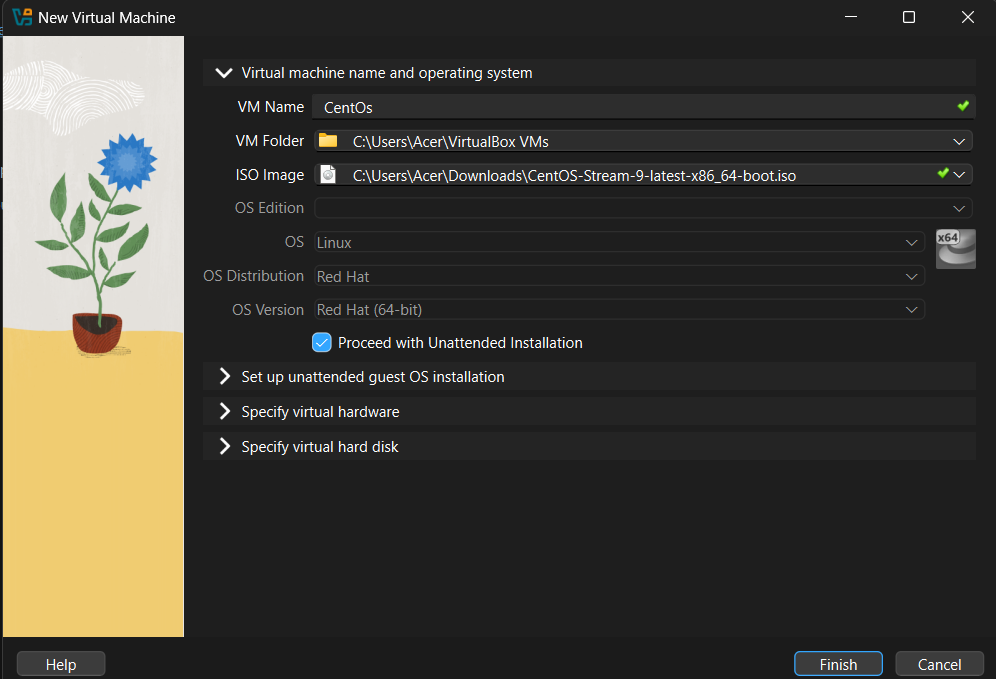 New Virtual Machine
Virtual machine name and operating system
VM Name CentOs
VM Folder C:\Users\Acer\VirtualBox VMs
ISO Image C:\Users\Acer\Downloads\CentOS-Stream-9-latest-x86_64-boot.iso
OS Edition
OS Linux x64
OS Distribution Red Hat
OS Version Red Hat (64-bit)
Proceed with Unattended Installation
Set up unattended guest OS installation
Specify virtual hardware
Specify virtual hard disk
Help Finish Cancel